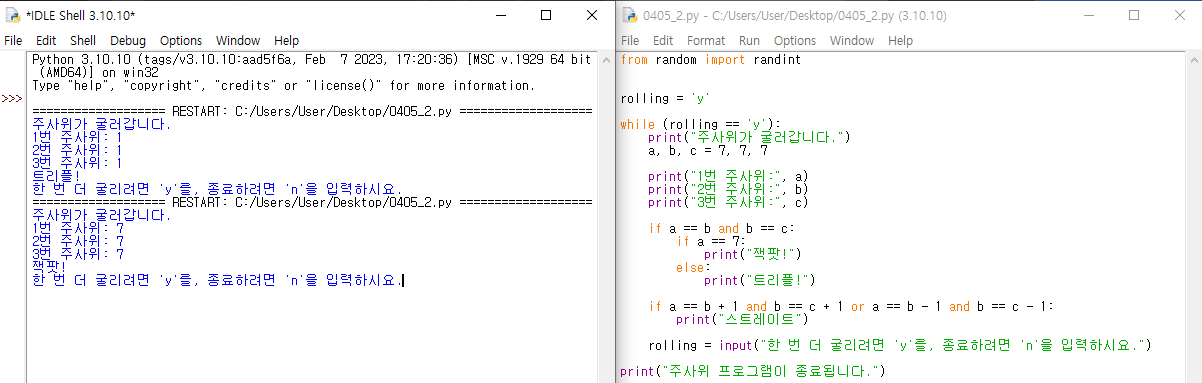 *IDLE Shell 3.10.10*
File Edit Shell Debug Options Window Help
Python 3.10.10 (tags/v3.10.10:aad5f6a, Feb  7 2023, 17:20:36) [MSC v.1929 64 bit
 (AMD64)] on win32
Type "help", "copyright", "credits" or "license()" for more information.
>>>
=================== RESTART: C:/Users/User/Desktop/0405_2.py ===================
주사위가 굴러갑니다.
1번 주사위: 1
2번 주사위: 1
3번 주사위: 1
트리플!
한 번 더 굴리려면 'y'를, 종료하려면 'n'을 입력하시요.
=================== RESTART: C:/Users/User/Desktop/0405_2.py ===================
주사위가 굴러갑니다.
1번 주사위: 7
2번 주사위: 7
3번 주사위: 7
잭팟!
한 번 더 굴리려면 'y'를, 종료하려면 'n'을 입력하시요.
0405_2.py - C:/Users/User/Desktop/0405_2.py (3.10.10)
File Edit Format Run Options Window Help
from random import randint
rolling = 'y'
while (rolling == 'y'):
    print("주사위가 굴러갑니다.")
    a, b, c = 7, 7, 7
    print("1번 주사위:", a)
    print("2번 주사위:", b)
    print("3번 주사위:", c)
    if a == b and b == c:
        if a == 7:
            print("잭팟!")
        else:
            print("트리플!")
    if a == b + 1 and b == c + 1 or a == b - 1 and b == c - 1:
        print("스트레이트")
    rolling = input("한 번 더 굴리려면 'y'를, 종료하려면 'n'을 입력하시요.")
print("주사위 프로그램이 종료됩니다.")